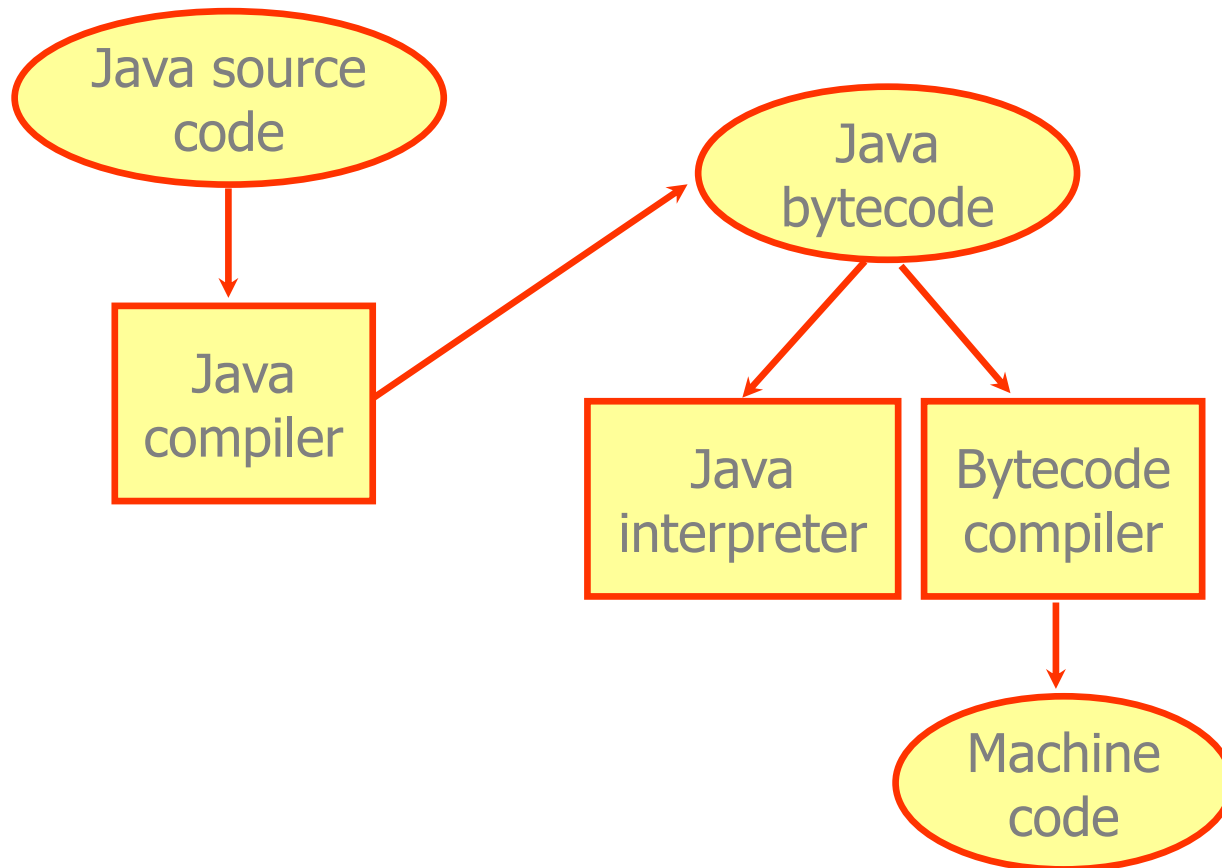 Java source
code
Java
bytecode
Java
compiler
Java
interpreter
Bytecode
compiler
Machine
code